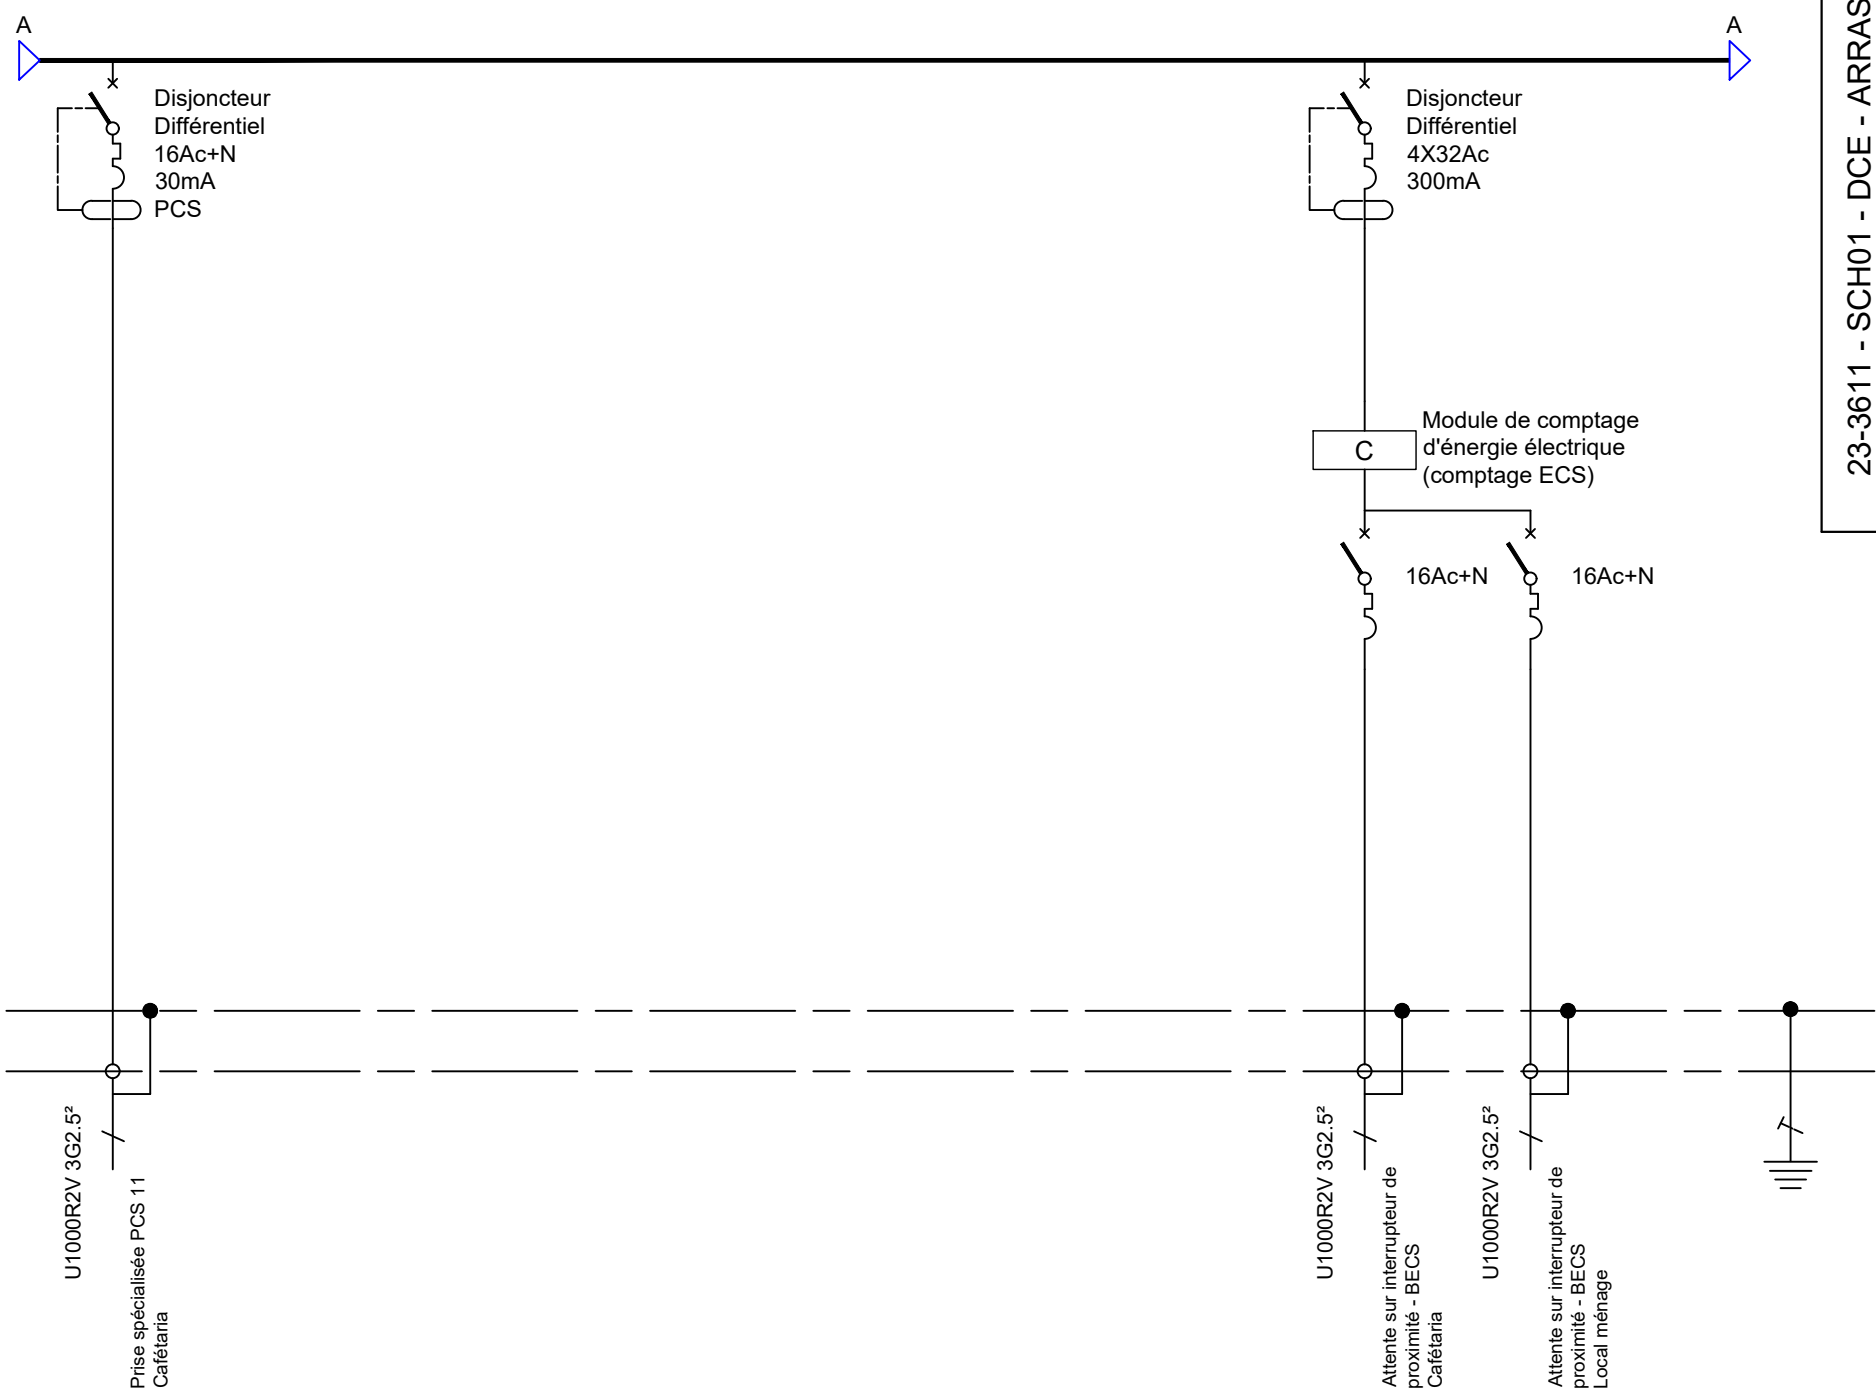 A
A
Disjoncteur
Différentiel
16Ac+N
30mA
PCS
Disjoncteur
Différentiel
4X32Ac
300mA
Module de comptage
d'énergie électrique
(comptage ECS)
C
16Ac+N
16Ac+N
U1000R2V 3G2.5²
Prise spécialisée PCS 11
Cafétaria
U1000R2V 3G2.5²
Attente sur interrupteur de
proximité - BECS
Cafétaria
U1000R2V 3G2.5²
Attente sur interrupteur de
proximité - BECS
Local ménage
23-3611 - SCH01 - DCE - ARRAS